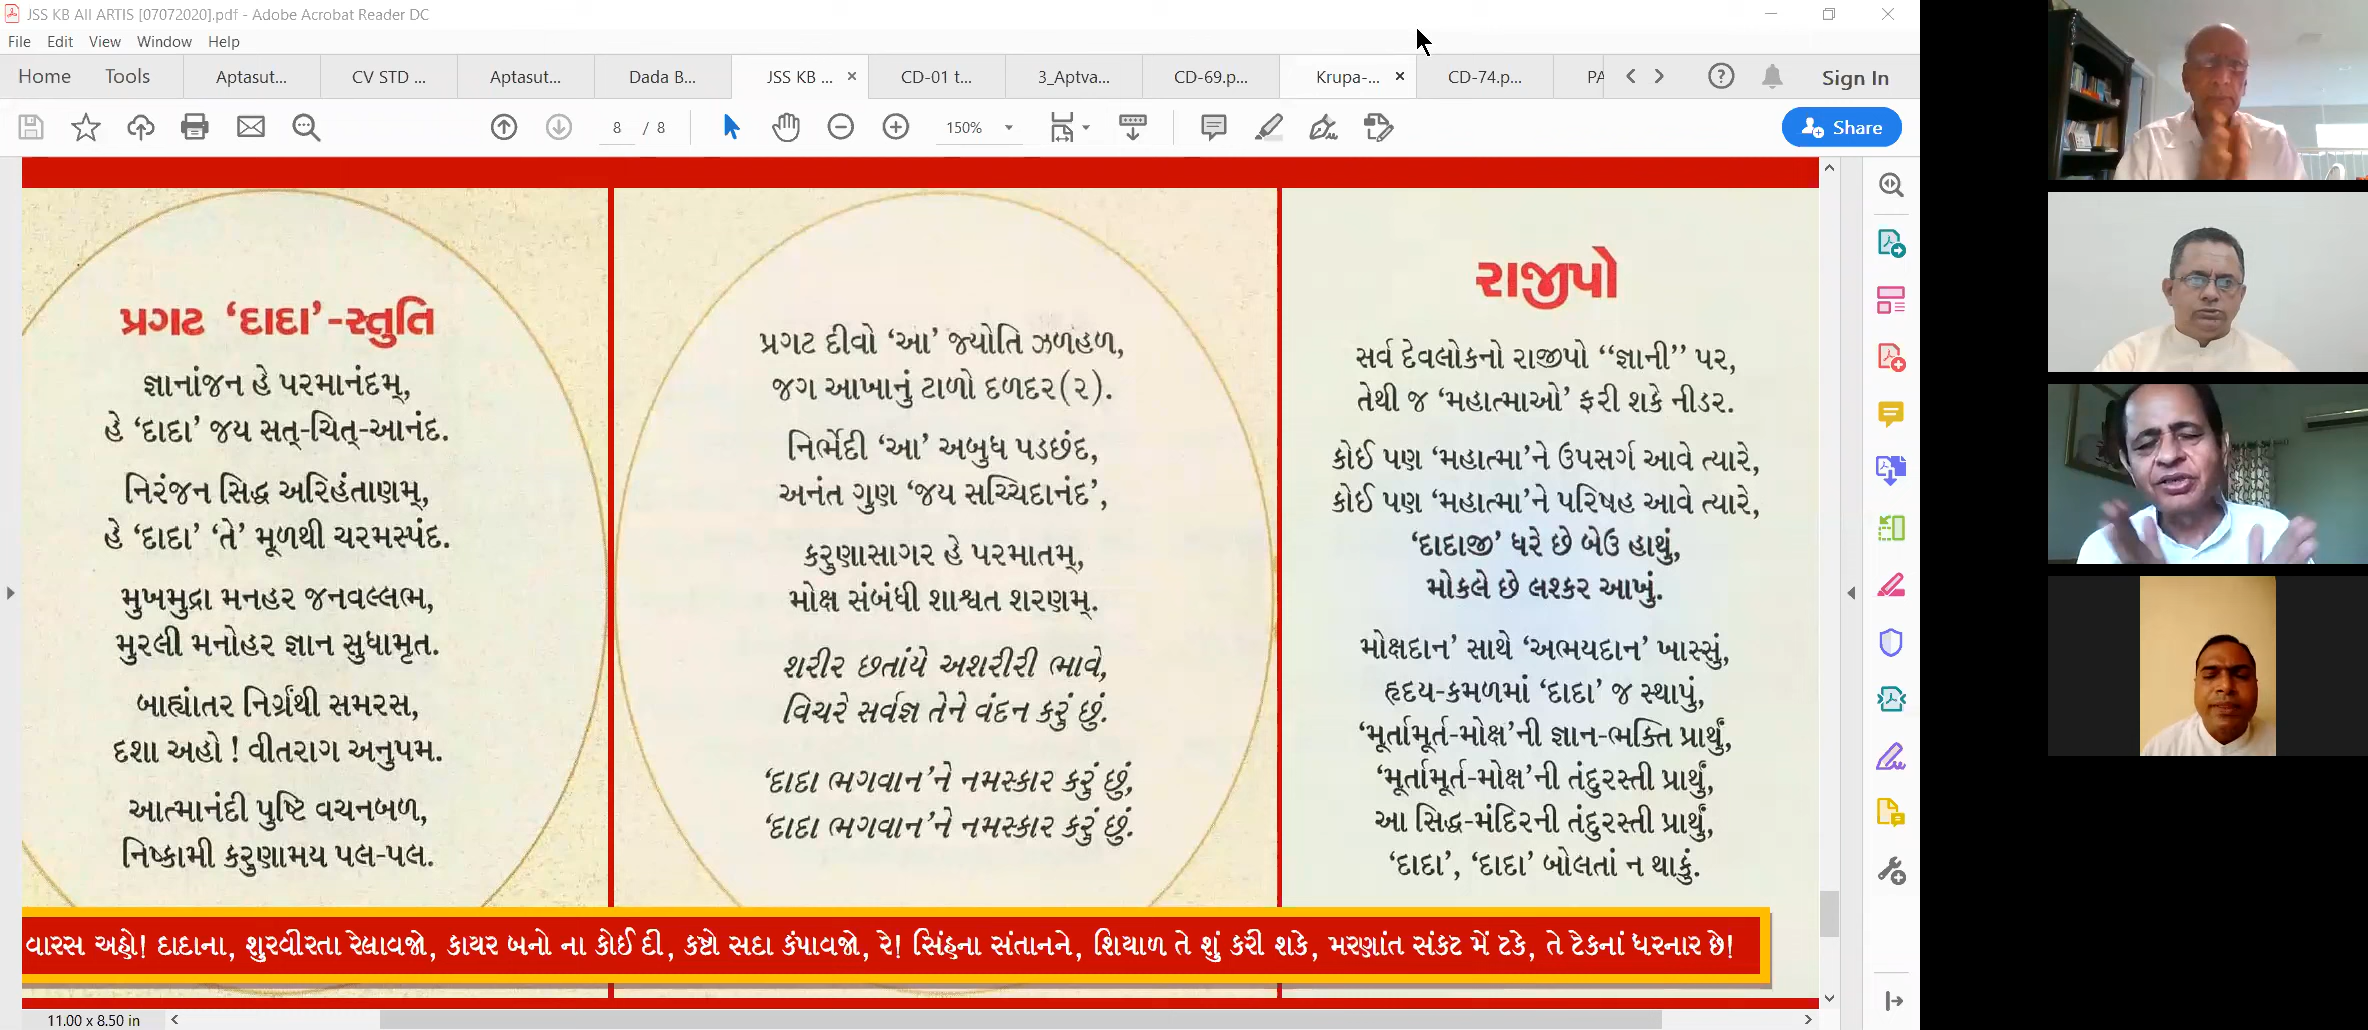 JSS KB All ARTIS [07072020].pdf - Adobe Acrobat Reader DC
File Edit View Window Help
Home Tools Aptasut... CV STD ... Aptasut... Dada B... JSS KB ... CD-01 t... 3_Aptva... CD-69.p... Krupa-... CD-74.p... PA Sign In
8 / 8 150% Share
પ્રગટ ‘દાદા’-સ્તુતિ
જ્ઞાનાંજન હે પરમાનંદમ્,
હે ‘દાદા’ જય સત્-ચિત્-આનંદ.
નિરંજન સિદ્ધ અરિહંતાણમ્,
હે ‘દાદા’ ‘તે’ મૂળથી ચરમસ્પંદ.
મુખમુદ્રા મનહર જનવલ્લભ,
મુરલી મનોહર જ્ઞાન સુધામૃત.
બાહ્યાંતર નિર્ગ્રંથી સમરસ,
દશા અહો ! વીતરાગ અનુપમ.
આત્માનંદી પુષ્ટિ વચનબળ,
નિષ્કામી કરુણામય પલ-પલ.
પ્રગટ દીવો ‘આ’ જ્યોતિ ઝળહળ,
જગ આખાનું ટાળો દળદર(૨).
નિર્ભેદી ‘આ’ અબુધ પડછંદ,
અનંત ગુણ ‘જય સચ્ચિદાનંદ’,
કરુણાસાગર હે પરમાતમ્,
મોક્ષ સંબંધી શાશ્વત શરણમ્.
શરીર છતાંયે અશરીરી ભાવે,
વિચરે સર્વજ્ઞ તેને વંદન કરું છું.
‘દાદા ભગવાન’ને નમસ્કાર કરું છું,
‘દાદા ભગવાન’ને નમસ્કાર કરું છું.
રાજીપો
સર્વ દેવલોકનો રાજીપો “જ્ઞાની” પર,
તેથી જ ‘મહાત્માઓ’ ફરી શકે નીડર.
કોઈ પણ ‘મહાત્મા’ને ઉપસર્ગ આવે ત્યારે,
કોઈ પણ ‘મહાત્મા’ને પરિષહ આવે ત્યારે,
‘દાદાજી’ ધરે છે બેઉ હાથું,
મોકલે છે લશ્કર આખું.
મોક્ષદાન’ સાથે ‘અભયદાન’ ખાસ્સું,
હૃદય-કમળમાં ‘દાદા’ જ સ્થાપું,
‘મૂર્તામૂર્ત-મોક્ષ’ની જ્ઞાન-ભક્તિ પ્રાર્થું,
‘મૂર્તામૂર્ત-મોક્ષ’ની તંદુરસ્તી પ્રાર્થું,
આ સિદ્ધ-મંદિરની તંદુરસ્તી પ્રાર્થું,
‘દાદા’, ‘દાદા’ બોલતાં ન થાકું.
વારસ અહો! દાદાના, શુરવીરતા રેલાવજો, કાયર બનો ના કોઈ દી, કષ્ટો સદા કંપાવજો, રે! સિંહના સંતાનને, શિયાળ તે શું કરી શકે, મરણાંત સંકટ મેં ટકે, તે ટેકનાં ધરનાર છે!
11.00 x 8.50 in